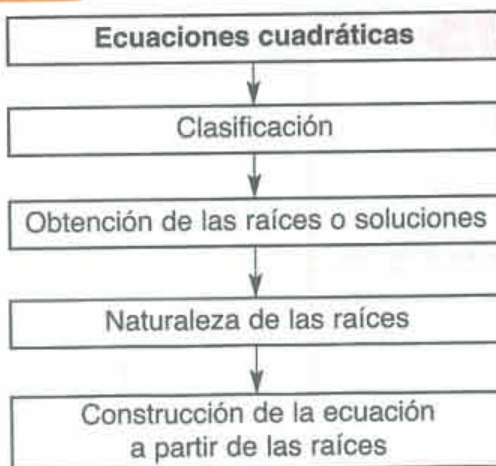 Ecuaciones cuadráticas
Clasificación
Obtención de las raíces o soluciones
Naturaleza de las raíces
Construcción de la ecuación
a partir de las raíces